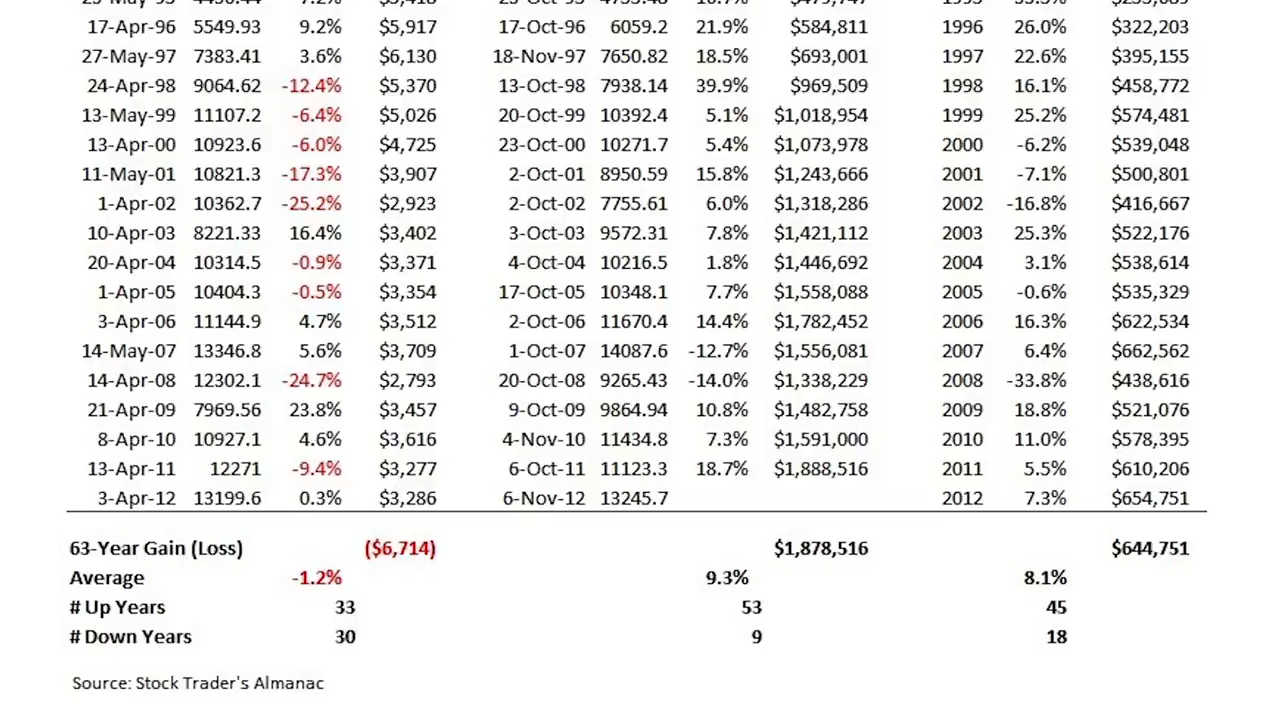 17-Apr-96 5549.93 9.2% $5,917 17-Oct-96 6059.2 21.9% $584,811 1996 26.0% $322,203
27-May-97 7383.41 3.6% $6,130 18-Nov-97 7650.82 18.5% $693,001 1997 22.6% $395,155
24-Apr-98 9064.62 -12.4% $5,370 13-Oct-98 7938.14 39.9% $969,509 1998 16.1% $458,772
13-May-99 11107.2 -6.4% $5,026 20-Oct-99 10392.4 5.1% $1,018,954 1999 25.2% $574,481
13-Apr-00 10923.6 -6.0% $4,725 23-Oct-00 10271.7 5.4% $1,073,978 2000 -6.2% $539,048
11-May-01 10821.3 -17.3% $3,907 2-Oct-01 8950.59 15.8% $1,243,666 2001 -7.1% $500,801
1-Apr-02 10362.7 -25.2% $2,923 2-Oct-02 7755.61 6.0% $1,318,286 2002 -16.8% $416,667
10-Apr-03 8221.33 16.4% $3,402 3-Oct-03 9572.31 7.8% $1,421,112 2003 25.3% $522,176
20-Apr-04 10314.5 -0.9% $3,371 4-Oct-04 10216.5 1.8% $1,446,692 2004 3.1% $538,614
1-Apr-05 10404.3 -0.5% $3,354 17-Oct-05 10348.1 7.7% $1,558,088 2005 -0.6% $535,329
3-Apr-06 11144.9 4.7% $3,512 2-Oct-06 11670.4 14.4% $1,782,452 2006 16.3% $622,534
14-May-07 13346.8 5.6% $3,709 1-Oct-07 14087.6 -12.7% $1,556,081 2007 6.4% $662,562
14-Apr-08 12302.1 -24.7% $2,793 20-Oct-08 9265.43 -14.0% $1,338,229 2008 -33.8% $438,616
21-Apr-09 7969.56 23.8% $3,457 9-Oct-09 9864.94 10.8% $1,482,758 2009 18.8% $521,076
8-Apr-10 10927.1 4.6% $3,616 4-Nov-10 11434.8 7.3% $1,591,000 2010 11.0% $578,395
13-Apr-11 12271 -9.4% $3,277 6-Oct-11 11123.3 18.7% $1,888,516 2011 5.5% $610,206
3-Apr-12 13199.6 0.3% $3,286 6-Nov-12 13245.7 2012 7.3% $654,751
63-Year Gain (Loss) ($6,714) $1,878,516 $644,751
Average -1.2% 9.3% 8.1%
# Up Years 33 53 45
# Down Years 30 9 18
Source: Stock Trader's Almanac